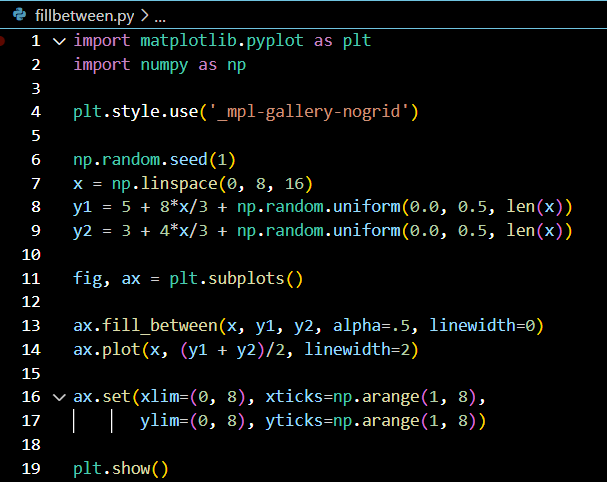 fillbetween.py > ...
1 import matplotlib.pyplot as plt
2 import numpy as np
3
4 plt.style.use('_mpl-gallery-nogrid')
5
6 np.random.seed(1)
7 x = np.linspace(0, 8, 16)
8 y1 = 5 + 8*x/3 + np.random.uniform(0.0, 0.5, len(x))
9 y2 = 3 + 4*x/3 + np.random.uniform(0.0, 0.5, len(x))
10
11 fig, ax = plt.subplots()
12
13 ax.fill_between(x, y1, y2, alpha=.5, linewidth=0)
14 ax.plot(x, (y1 + y2)/2, linewidth=2)
15
16 ax.set(xlim=(0, 8), xticks=np.arange(1, 8),
17        ylim=(0, 8), yticks=np.arange(1, 8))
18
19 plt.show()